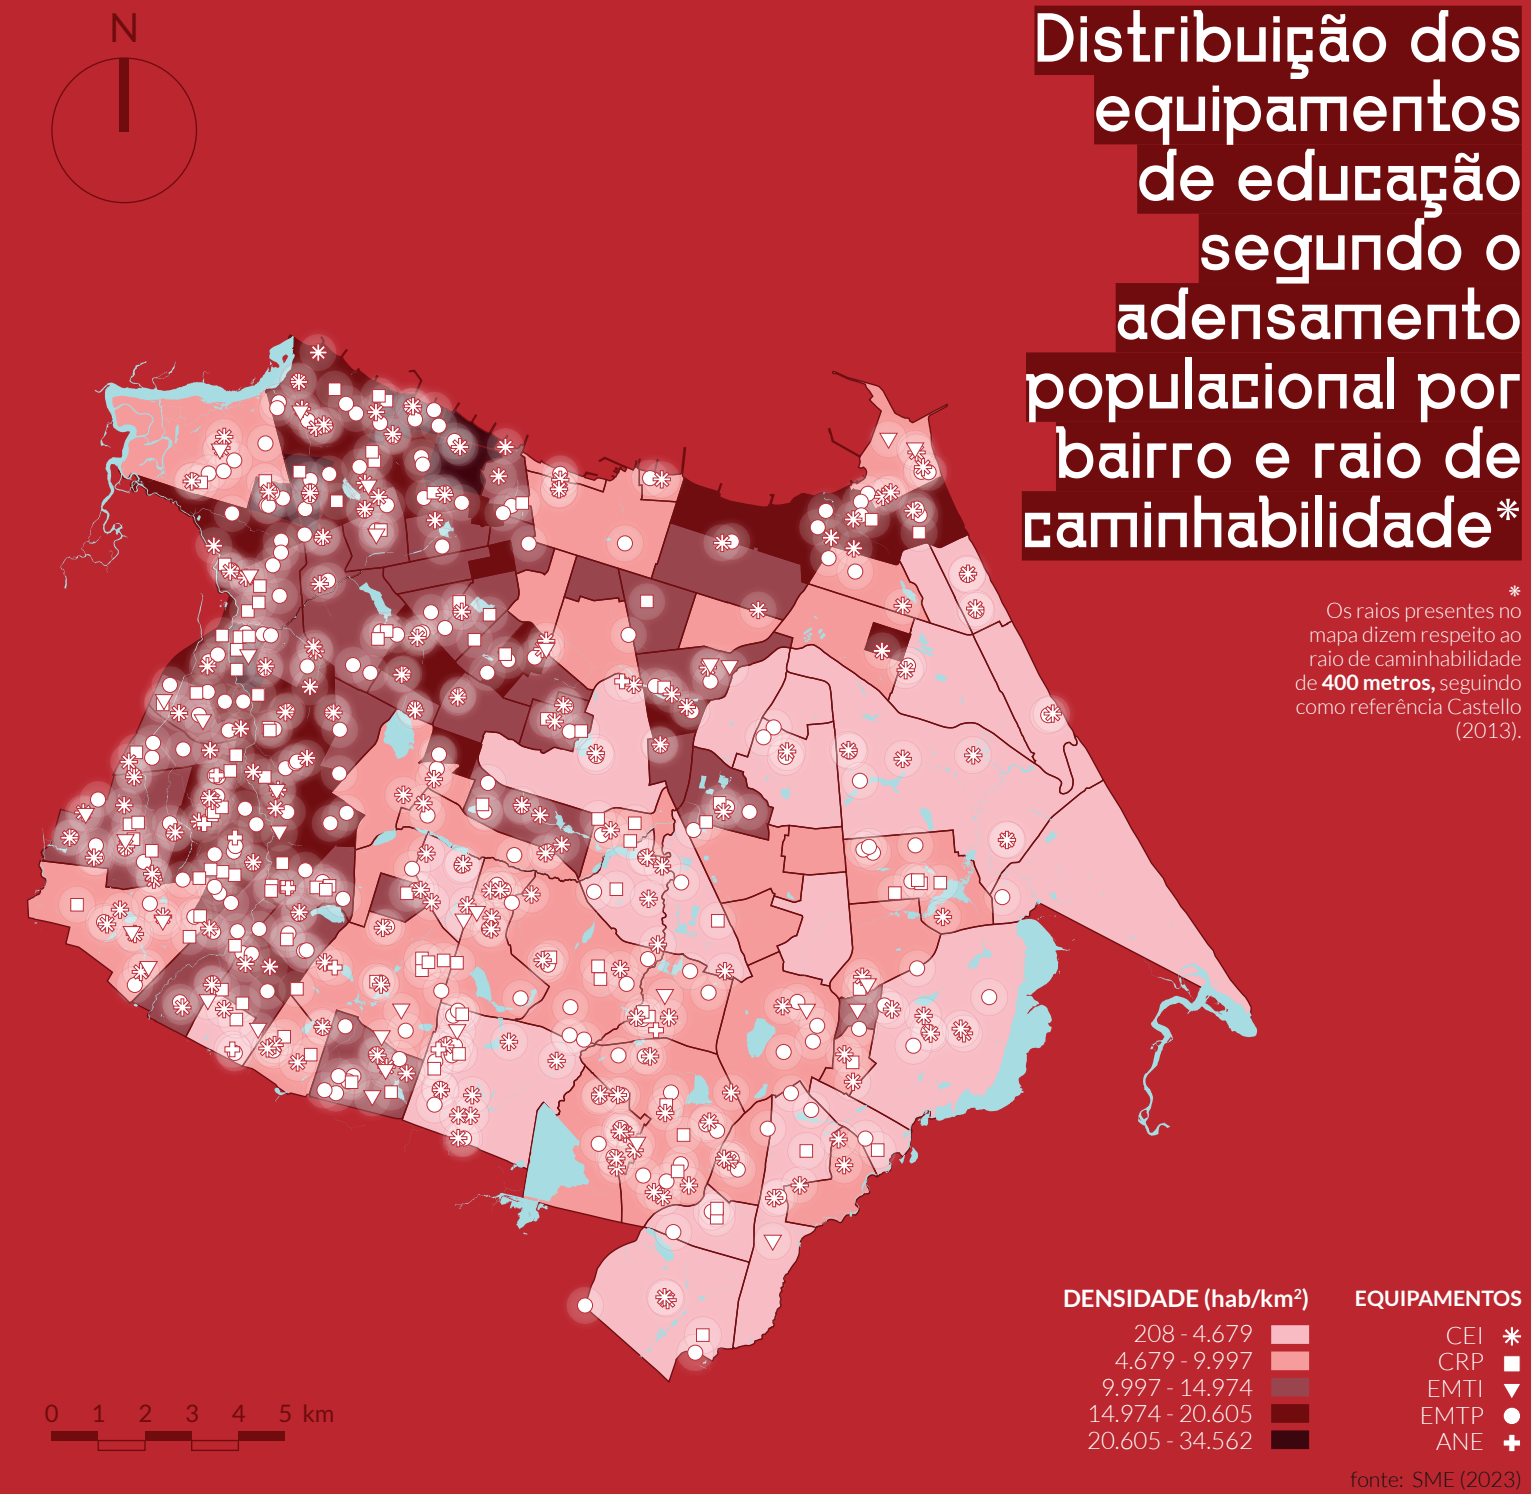 N
Distribuição dos
equipamentos
de educação
segundo o
adensamento
populacional por
bairro e raio de
caminhabilidade*
*
Os raios presentes no
mapa dizem respeito ao
raio de caminhabilidade
de 400 metros, seguindo
como referência Castello
(2013).
DENSIDADE (hab/km²)
208 - 4.679
4.679 - 9.997
9.997 - 14.974
14.974 - 20.605
20.605 - 34.562
EQUIPAMENTOS
CEI
CRP
EMTI
EMTP
ANE
0 1 2 3 4 5 km
fonte: SME (2023)